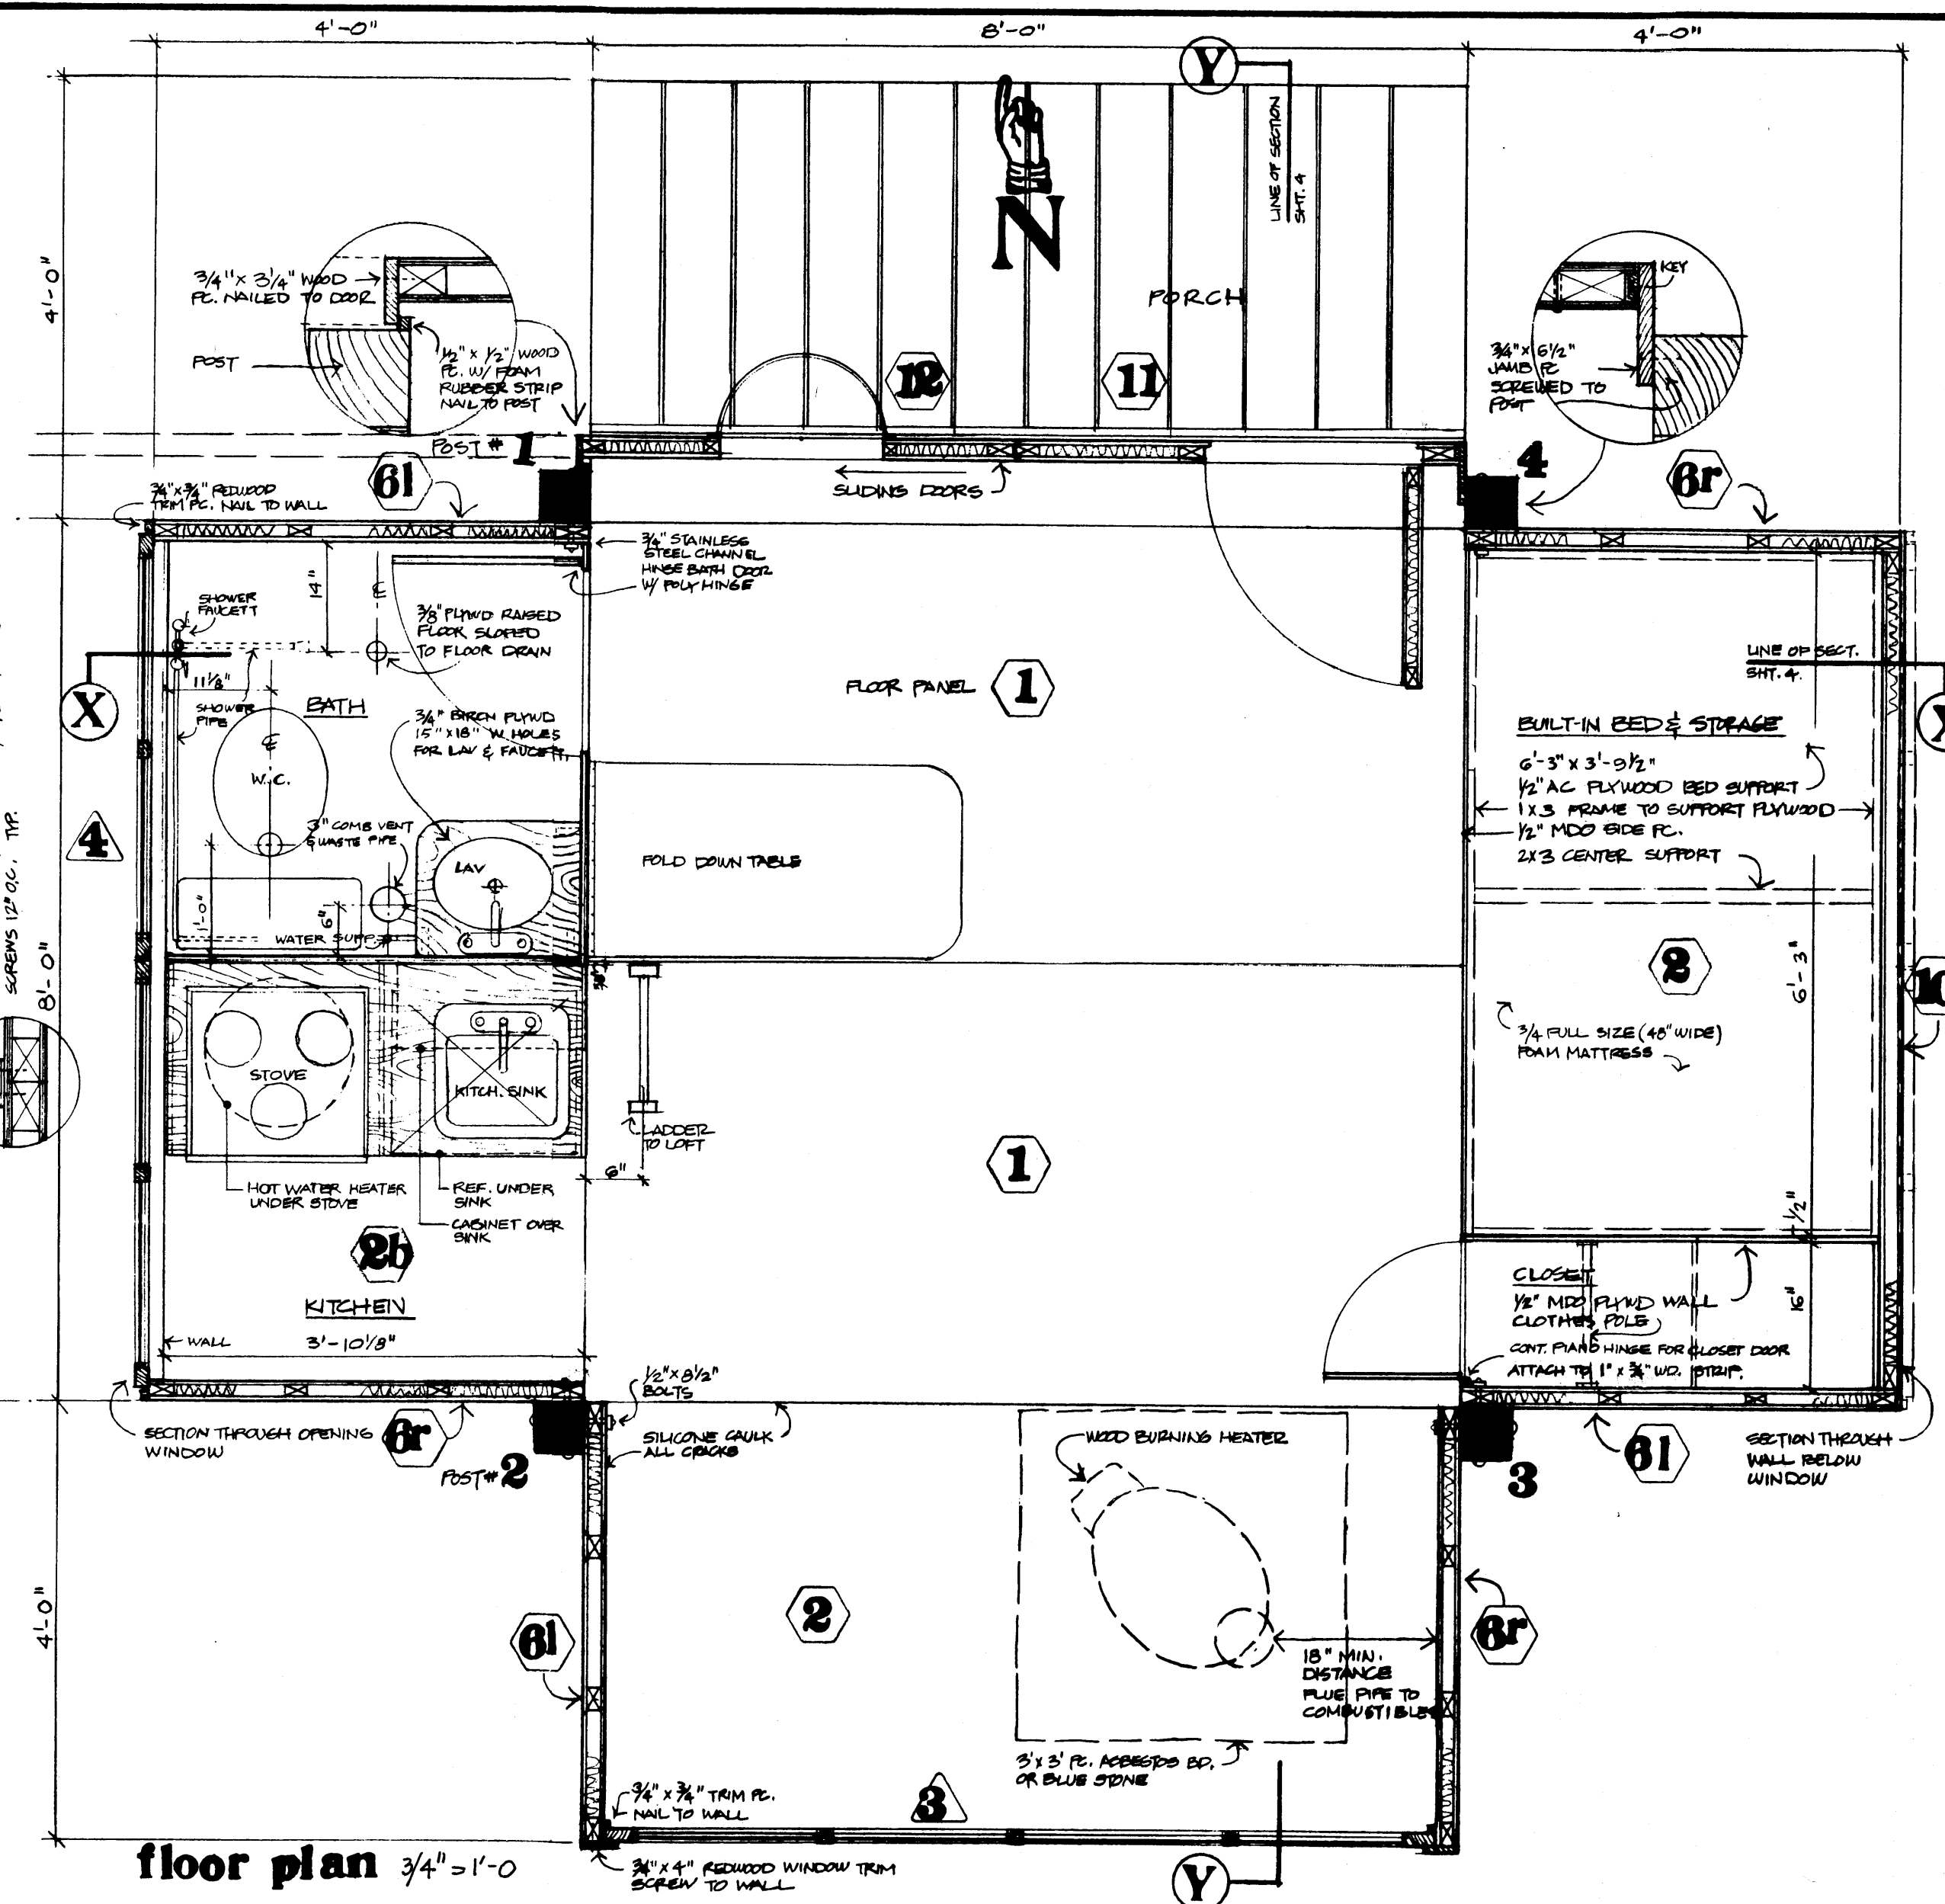 4'-0"
8'-0"
4'-0"
Y
LINE OF SECTION
SHT. 4
N
4'-0"
3/4" x 3 1/4" WOOD
PC. NAILED TO DOOR
POST
1/2" x 1/2" WOOD
PC. W/ FOAM
RUBBER STRIP
NAIL TO POST
PORCH
12
11
KEY
3/4" x 6 1/2"
JAMB PC
SCREWED TO
POST
POST # 1
6l
SLIDING DOORS
4
6r
3/4" x 3/4" REDWOOD
TRIM PC. NAIL TO WALL
3/4" STAINLESS
STEEL CHANNEL
HINGE BATH DOOR
W/ POLY HINGE
SHOWER
FAUCETT
14"
℄
3/8" PLYWD RAISED
FLOOR SLOPED
TO FLOOR DRAIN
X
11 1/8"
SHOWER
PIPE
BATH
FLOOR PANEL
1
LINE OF SECT.
SHT. 4.
X
3/4" BIRCH PLYWD
15" x 18" W. HOLES
FOR LAV & FAUCETT.
℄
W.C.
BUILT-IN BED & STORAGE
6'-3" x 3'-9 1/2"
1/2" AC PLYWOOD BED SUPPORT
1 x 3 FRAME TO SUPPORT PLYWOOD
1/2" MDO SIDE PC.
2x3 CENTER SUPPORT
4
3" COMB VENT
& WASTE PIPE
LAV
FOLD DOWN TABLE
1'-0"
6"
WATER SUPP.
SCREWS 12" O.C. TYP.
8'-0"
2
6'-3"
10
3/4 FULL SIZE (48" WIDE)
FOAM MATTRESS
STOVE
KITCH. SINK
LADDER
TO LOFT
6"
1
HOT WATER HEATER
UNDER STOVE
REF. UNDER
SINK
CABINET OVER
SINK
2b
KITCHEN
WALL
3'-10 1/8"
1/2"
CLOSET
1/2" MDO PLYWD WALL
CLOTHES POLE
16"
CONT. PIANO HINGE FOR CLOSET DOOR
ATTACH TO 1" x 3/4" WD. STRIP.
1/2" x 8 1/2"
BOLTS
SECTION THROUGH OPENING
WINDOW
6r
POST # 2
SILICONE CAULK
ALL CRACKS
WOOD BURNING HEATER
3
6l
SECTION THROUGH
WALL BELOW
WINDOW
4'-0"
6l
2
6r
18" MIN.
DISTANCE
FLUE PIPE TO
COMBUSTIBLES
3' x 3' PC. ASBESTOS BD.
OR BLUE STONE
3/4" x 3/4" TRIM PC.
NAIL TO WALL
3
floor plan 3/4" = 1'-0
3/4" x 4" REDWOOD WINDOW TRIM
SCREW TO WALL
Y